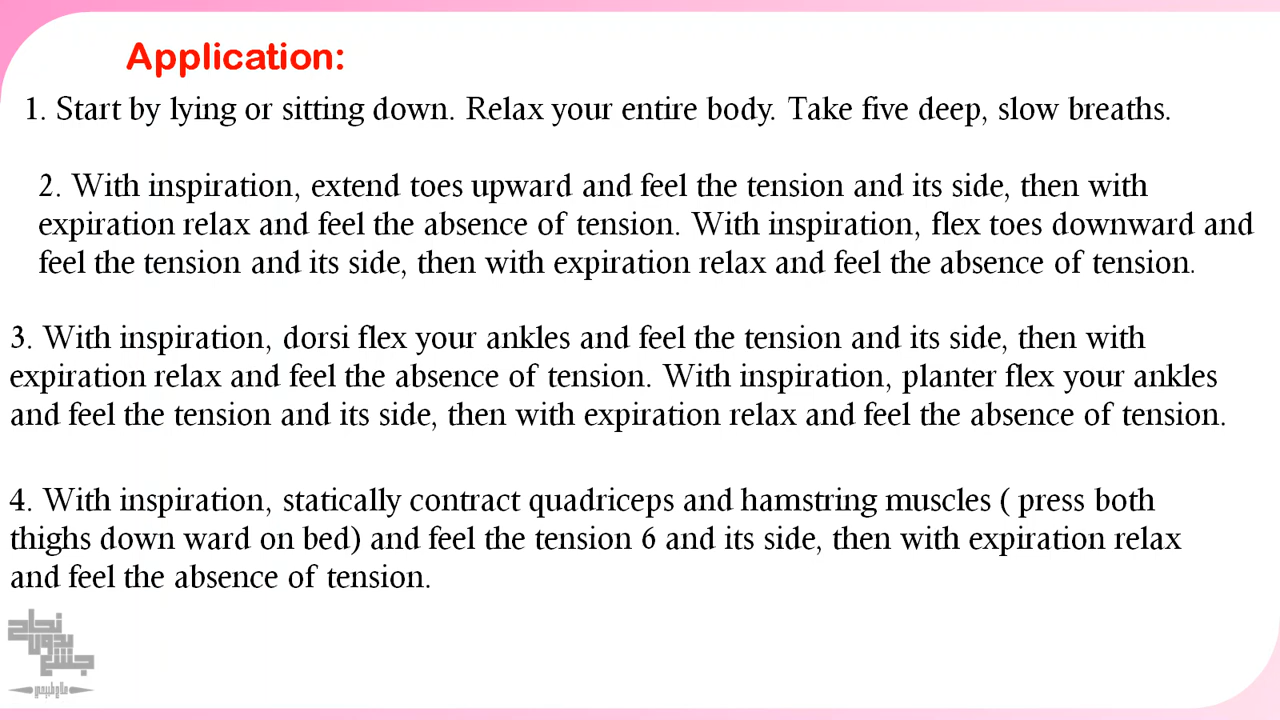 Application:
1. Start by lying or sitting down. Relax your entire body. Take five deep, slow breaths.
2. With inspiration, extend toes upward and feel the tension and its side, then with
expiration relax and feel the absence of tension. With inspiration, flex toes downward and
feel the tension and its side, then with expiration relax and feel the absence of tension.
3. With inspiration, dorsi flex your ankles and feel the tension and its side, then with
expiration relax and feel the absence of tension. With inspiration, planter flex your ankles
and feel the tension and its side, then with expiration relax and feel the absence of tension.
4. With inspiration, statically contract quadriceps and hamstring muscles ( press both
thighs down ward on bed) and feel the tension 6 and its side, then with expiration relax
and feel the absence of tension.
نجاح
بدون
جشع